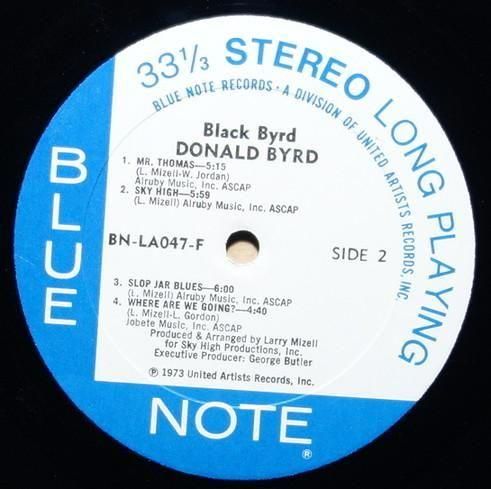 33 1/3 STEREO LONG PLAYING
BLUE NOTE RECORDS · A DIVISION OF UNITED ARTISTS RECORDS, INC.
Black Byrd
DONALD BYRD
1. MR. THOMAS—5:15
(L. Mizell-W. Jordan)
Alruby Music, Inc. ASCAP
2. SKY HIGH—5:59
(L. Mizell) Alruby Music, Inc. ASCAP
BN-LA047-F
SIDE 2
3. SLOP JAR BLUES—6:00
(L. Mizell) Alruby Music, Inc. ASCAP
4. WHERE ARE WE GOING?—4:40
(L. Mizell-L. Gordon)
Jobete Music, Inc. ASCAP
Produced & Arranged by Larry Mizell
for Sky High Productions, Inc.
Executive Producer: George Butler
℗ 1973 United Artists Records, Inc.
BLUE
NOTE®